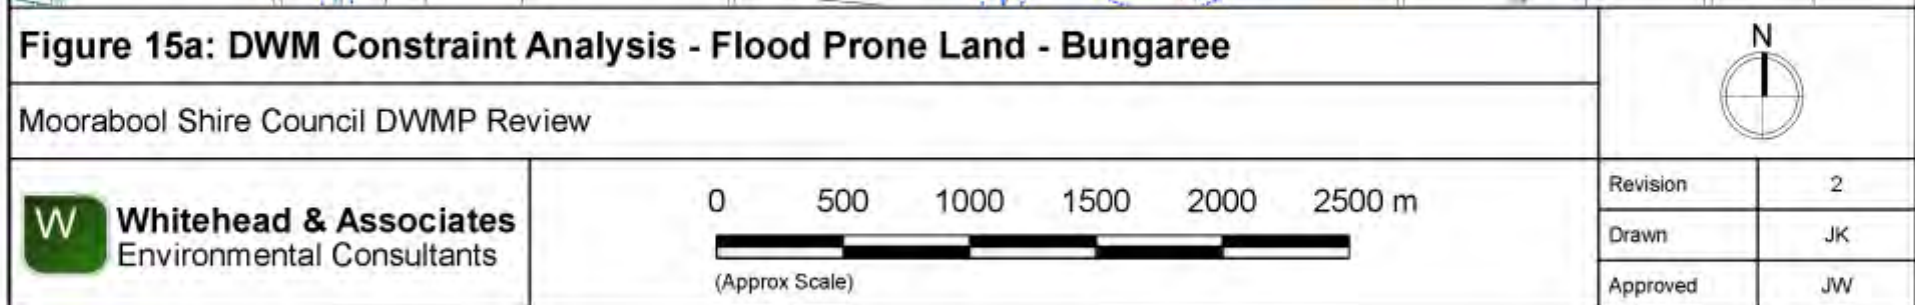 Figure 15a: DWM Constraint Analysis - Flood Prone Land - Bungaree
N
Moorabool Shire Council DWMP Review
W
Whitehead & Associates
Environmental Consultants
0 500 1000 1500 2000 2500 m
(Approx Scale)
Revision 2
Drawn JK
Approved JW